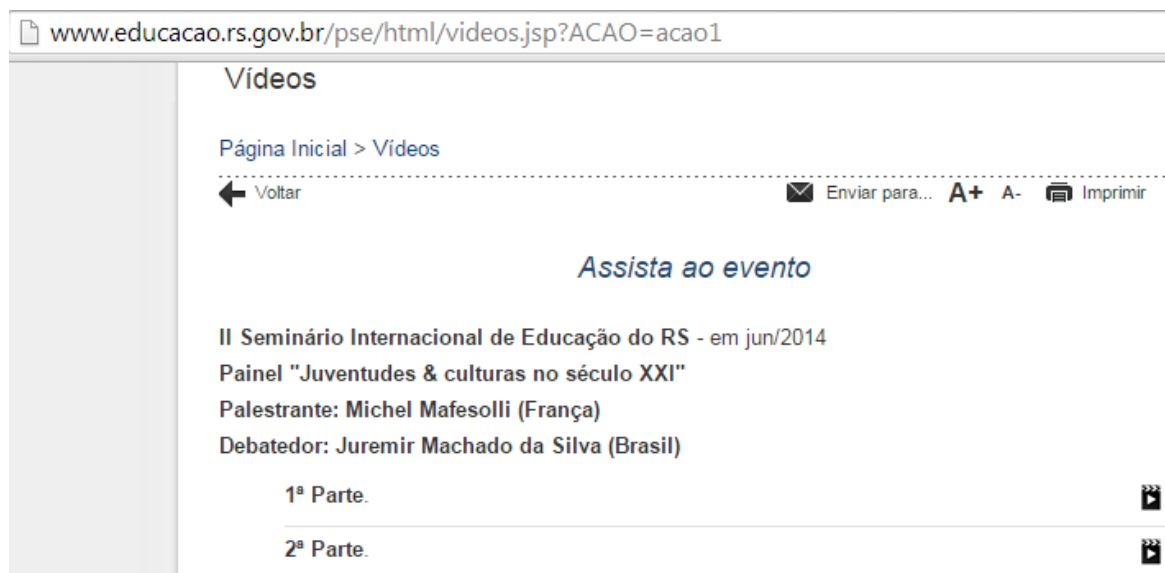 www.educacao.rs.gov.br/pse/html/videos.jsp?ACAO=acao1
Vídeos
Página Inicial > Vídeos
Voltar Enviar para... A+ A- Imprimir
Assista ao evento
II Seminário Internacional de Educação do RS - em jun/2014
Painel "Juventudes & culturas no século XXI"
Palestrante: Michel Mafesolli (França)
Debatedor: Juremir Machado da Silva (Brasil)
1ª Parte.
2ª Parte.